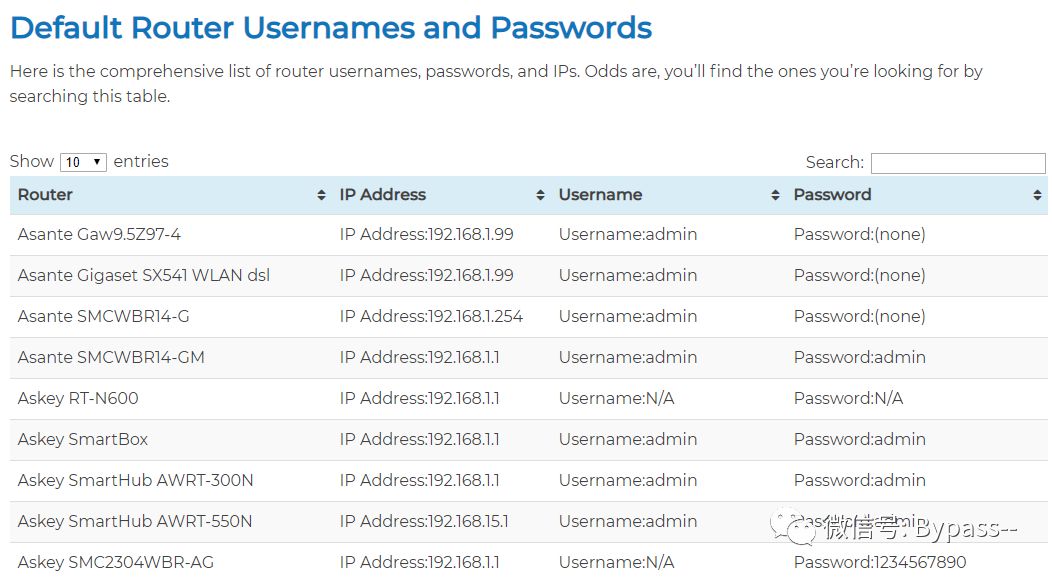 Default Router Usernames and Passwords
Here is the comprehensive list of router usernames, passwords, and IPs. Odds are, you’ll find the ones you’re looking for by
searching this table.
Show 10 entries Search:
Router IP Address Username Password
Asante Gaw9.5Z97-4 IP Address:192.168.1.99 Username:admin Password:(none)
Asante Gigaset SX541 WLAN dsl IP Address:192.168.1.99 Username:admin Password:(none)
Asante SMCWBR14-G IP Address:192.168.1.254 Username:admin Password:(none)
Asante SMCWBR14-GM IP Address:192.168.1.1 Username:admin Password:admin
Askey RT-N600 IP Address:192.168.1.1 Username:N/A Password:N/A
Askey SmartBox IP Address:192.168.1.1 Username:admin Password:admin
Askey SmartHub AWRT-300N IP Address:192.168.1.1 Username:admin Password:admin
Askey SmartHub AWRT-550N IP Address:192.168.15.1 Username:admin
微信号: Bypass--
Askey SMC2304WBR-AG IP Address:192.168.1.1 Username:N/A Password:1234567890